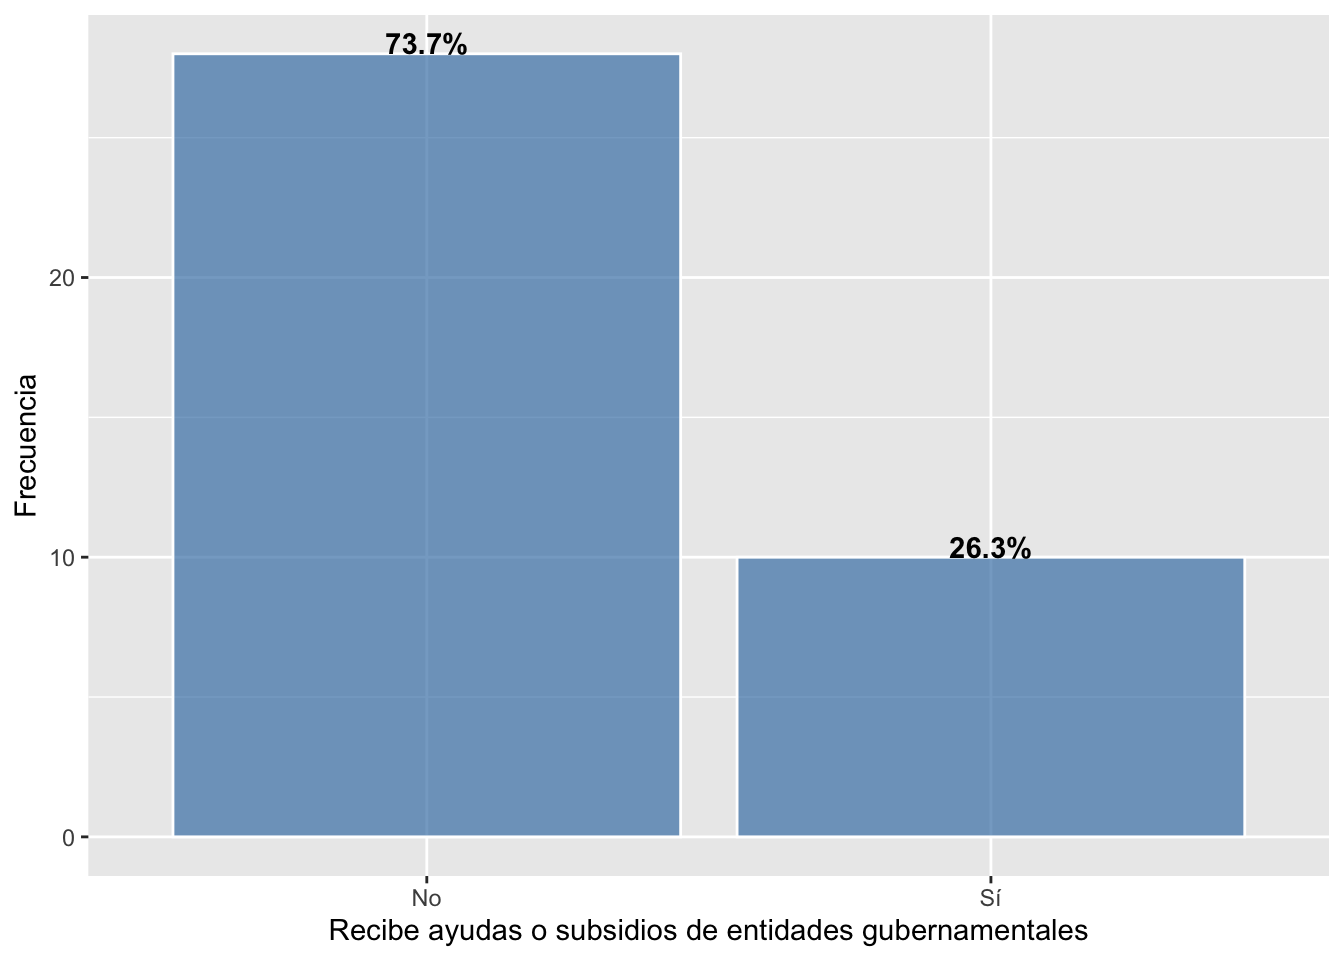 73.7%
20
Frecuencia
26.3%
10
0
No
Sí
Recibe ayudas o subsidios de entidades gubernamentales